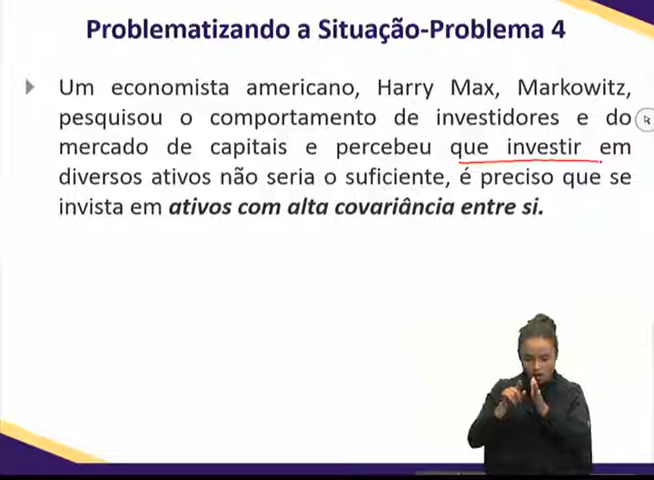 Problematizando a Situação-Problema 4
Um economista americano, Harry Max, Markowitz,
pesquisou o comportamento de investidores e do
mercado de capitais e percebeu que investir em
diversos ativos não seria o suficiente, é preciso que se
invista em ativos com alta covariância entre si.